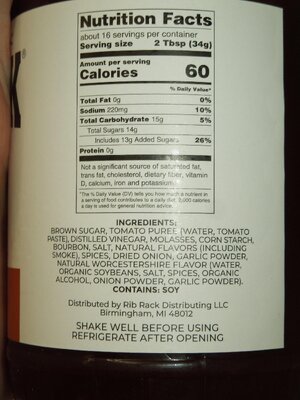 Nutrition Facts
about 16 servings per container
Serving size 2 Tbsp (34g)
Amount per serving
Calories 60
% Daily Value*
Total Fat 0g 0%
Sodium 220mg 10%
Total Carbohydrate 15g 5%
Total Sugars 14g
Includes 13g Added Sugars 26%
Protein 0g
Not a significant source of saturated fat,
trans fat, cholesterol, dietary fiber, vitamin
D, calcium, iron and potassium.
*The % Daily Value (DV) tells you how much a nutrient in
a serving of food contributes to a daily diet. 2,000 calories
a day is used for general nutrition advice.
INGREDIENTS:
BROWN SUGAR, TOMATO PUREE (WATER, TOMATO
PASTE), DISTILLED VINEGAR, MOLASSES, CORN STARCH,
BOURBON, SALT, NATURAL FLAVORS (INCLUDING
SMOKE), SPICES, DRIED ONION, GARLIC POWDER,
NATURAL WORCESTERSHIRE FLAVOR (WATER,
ORGANIC SOYBEANS, SALT, SPICES, ORGANIC
ALCOHOL, ONION POWDER, GARLIC POWDER).
CONTAINS: SOY
Distributed by Rib Rack Distributing LLC
Birmingham, MI 48012
SHAKE WELL BEFORE USING
REFRIGERATE AFTER OPENING